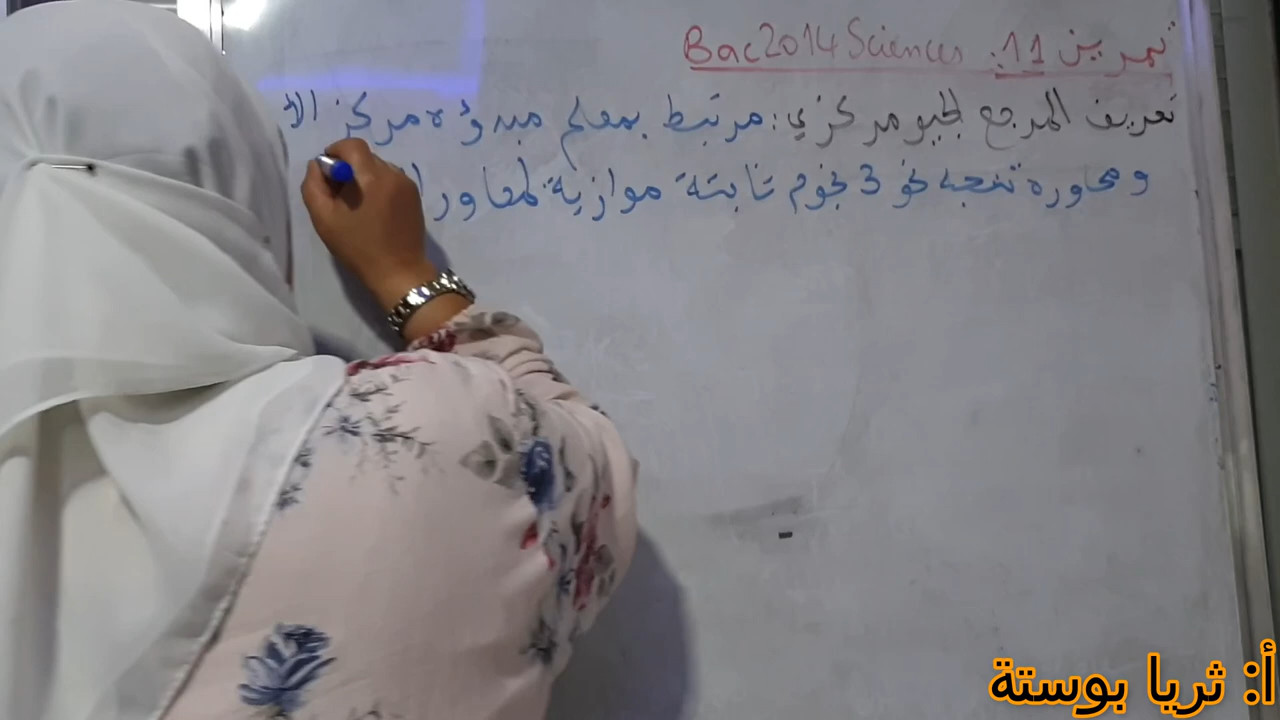 تمرين 11: Bac2014 Sciences
تعريف المرجع الجيومركزي: مرتبط بمعلم مبدؤه مركز
ومحاوره تتجه نحو 3 نجوم ثابتة موازية لمحاور
أ: ثريا بوستة